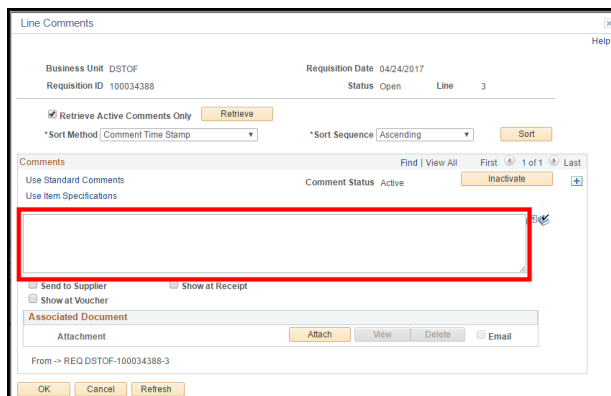 Line Comments
Help
Business Unit DSTOF Requisition Date 04/24/2017
Requisition ID 100034388 Status Open Line 3
Retrieve Active Comments Only Retrieve
*Sort Method Comment Time Stamp *Sort Sequence Ascending Sort
Comments Find | View All First 1 of 1 Last
Use Standard Comments Comment Status Active Inactivate
Use Item Specifications
Send to Supplier Show at Receipt
Show at Voucher
Associated Document
Attachment Attach View Delete Email
From -> REQ DSTOF-100034388-3
OK Cancel Refresh